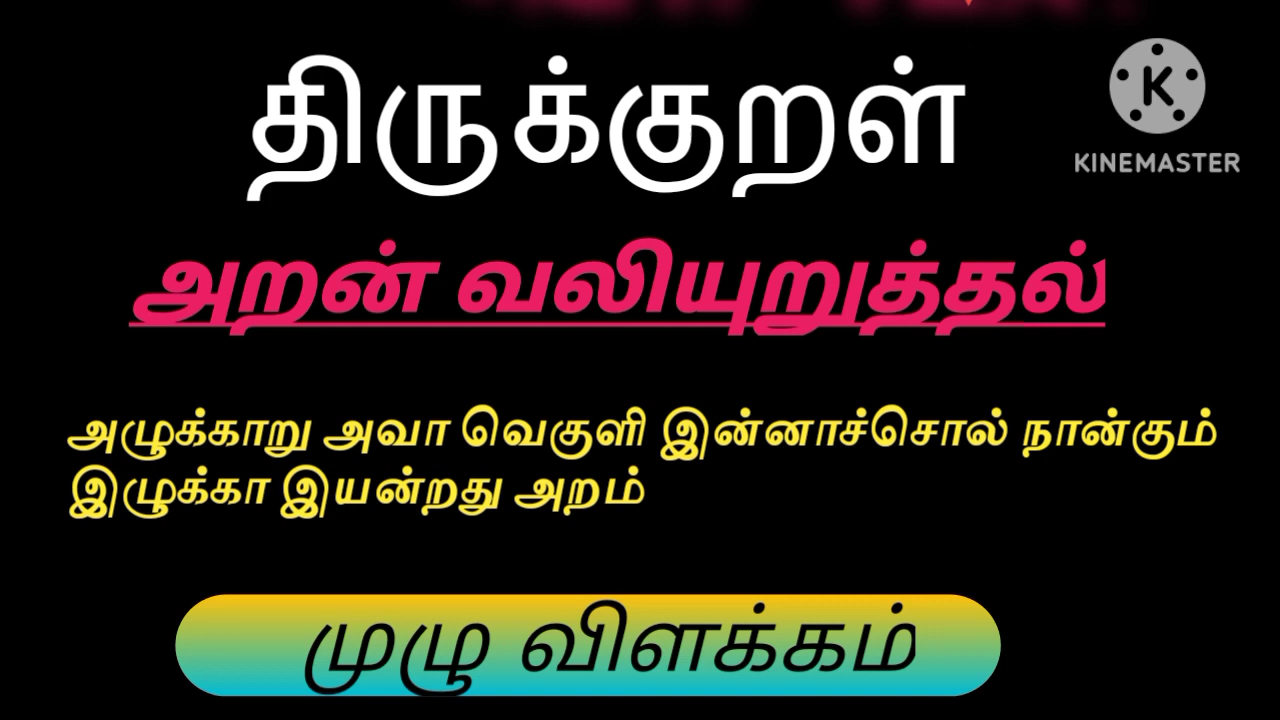 திருக்குறள்
K
KINEMASTER
அறன் வலியுறுத்தல்
அழுக்காறு அவா வெகுளி இன்னாச்சொல் நான்கும்
இழுக்கா இயன்றது அறம்
முழு விளக்கம்